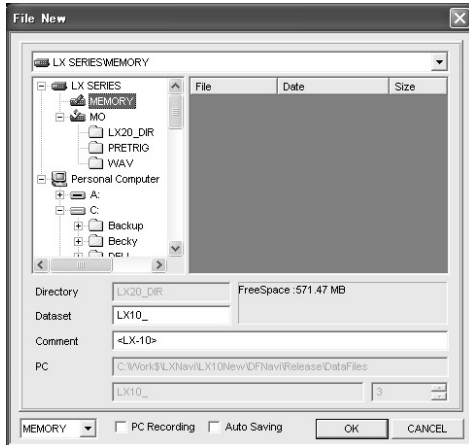 File New
LX SERIES\MEMORY
LX SERIES
MEMORY
MO
LX20_DIR
PRETRIG
WAV
Personal Computer
A:
C:
Backup
Becky
DELL
File Date Size
Directory LX20_DIR FreeSpace :571.47 MB
Dataset LX10_
Comment <LX-10>
PC C:\Work$\LXNavi\LX10New\DFNavi\Release\DataFiles
LX10_ 3
MEMORY PC Recording Auto Saving OK CANCEL